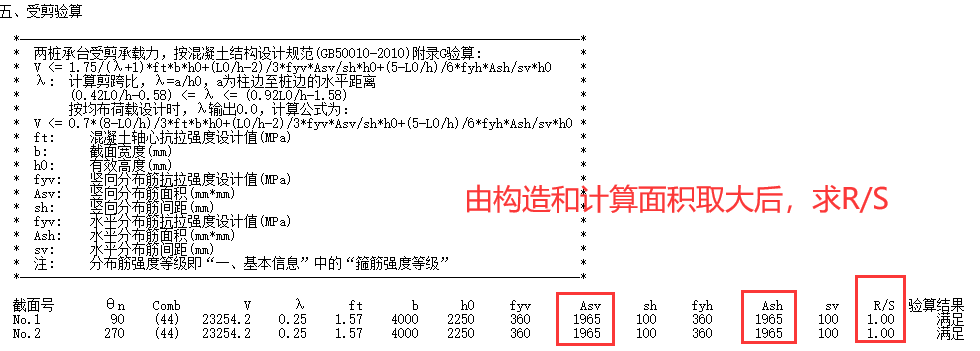 五、受剪验算
*--------------------------------------------------------------------------------*
* 两桩承台受剪承载力，按混凝土结构设计规范(GB50010-2010)附录G验算: *
* V <= 1.75/(λ+1)*ft*b*h0+(L0/h-2)/3*fyv*Asv/sh*h0+(5-L0/h)/6*fyh*Ash/sv*h0 *
* λ: 计算剪跨比，λ=a/h0，a为柱边至桩边的水平距离 *
* (0.42L0/h-0.58) <= λ <= (0.92L0/h-1.58) *
* 按均布荷载设计时，λ输出0.0，计算公式为: *
* V <= 0.7*(8-L0/h)/3*ft*b*h0+(L0/h-2)/3*fyv*Asv/sh*h0+(5-L0/h)/6*fyh*Ash/sv*h0 *
* ft: 混凝土轴心抗拉强度设计值(MPa) *
* b: 截面宽度(mm) *
* h0: 有效高度(mm) *
* fyv: 竖向分布筋抗拉强度设计值(MPa) *
* Asv: 竖向分布筋面积(mm*mm) *
* sh: 竖向分布筋间距(mm) *
* fyv: 水平分布筋抗拉强度设计值(MPa) *
* Ash: 水平分布筋面积(mm*mm) *
* sv: 水平分布筋间距(mm) *
* 注: 分布筋强度等级即“一、基本信息”中的“箍筋强度等级” *
*--------------------------------------------------------------------------------*
由构造和计算面积取大后，求R/S
截面号 θn Comb V λ ft b h0 fyv Asv sh fyh Ash sv R/S 验算结果
No.1 90 (44) 23254.2 0.25 1.57 4000 2250 360 1965 100 360 1965 100 1.00 满足
No.2 270 (44) 23254.2 0.25 1.57 4000 2250 360 1965 100 360 1965 100 1.00 满足